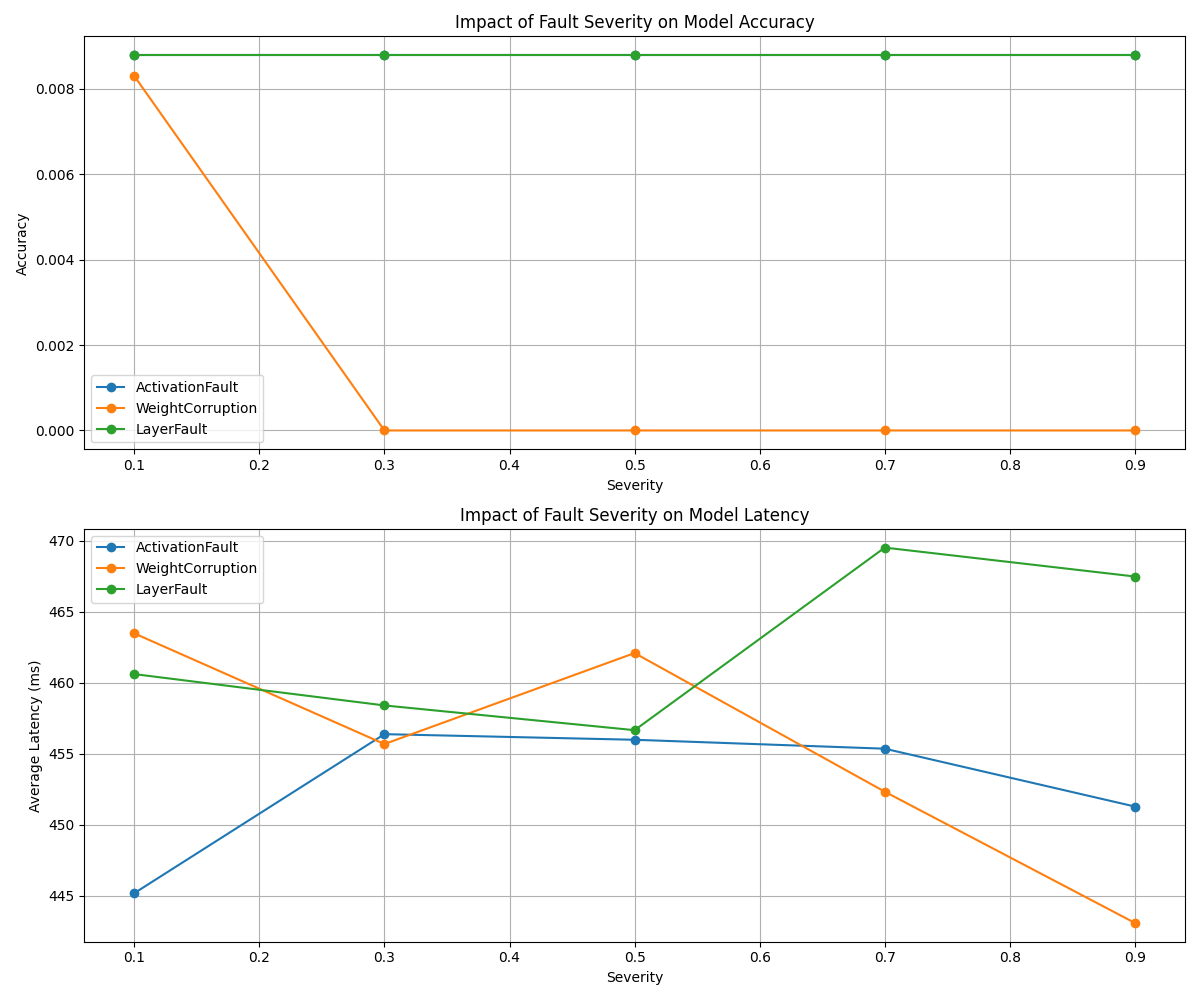 Impact of Fault Severity on Model Accuracy
Accuracy
0.008
0.006
0.004
0.002
0.000
ActivationFault
WeightCorruption
LayerFault
0.1 0.2 0.3 0.4 0.5 0.6 0.7 0.8 0.9
Severity
Impact of Fault Severity on Model Latency
Average Latency (ms)
470
465
460
455
450
445
ActivationFault
WeightCorruption
LayerFault
0.1 0.2 0.3 0.4 0.5 0.6 0.7 0.8 0.9
Severity